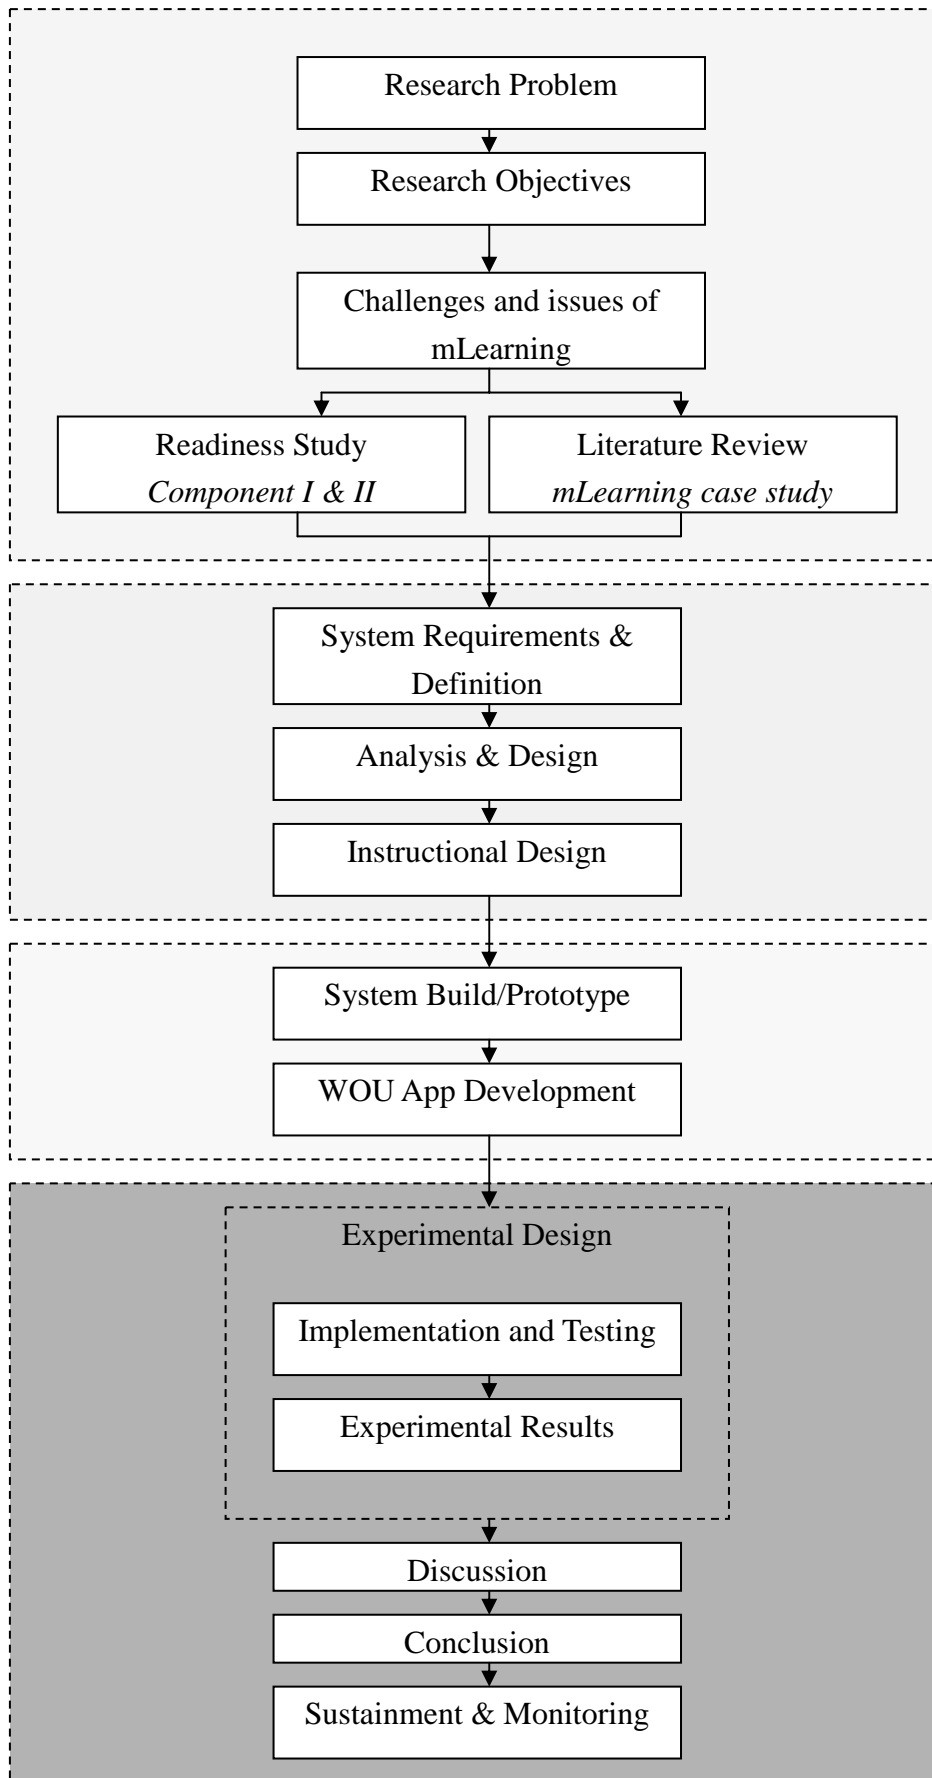 Research Problem
Research Objectives
Challenges and issues of
mLearning
Readiness Study
Component I & II
Literature Review
mLearning case study
System Requirements &
Definition
Analysis & Design
Instructional Design
System Build/Prototype
WOU App Development
Experimental Design
Implementation and Testing
Experimental Results
Discussion
Conclusion
Sustainment & Monitoring